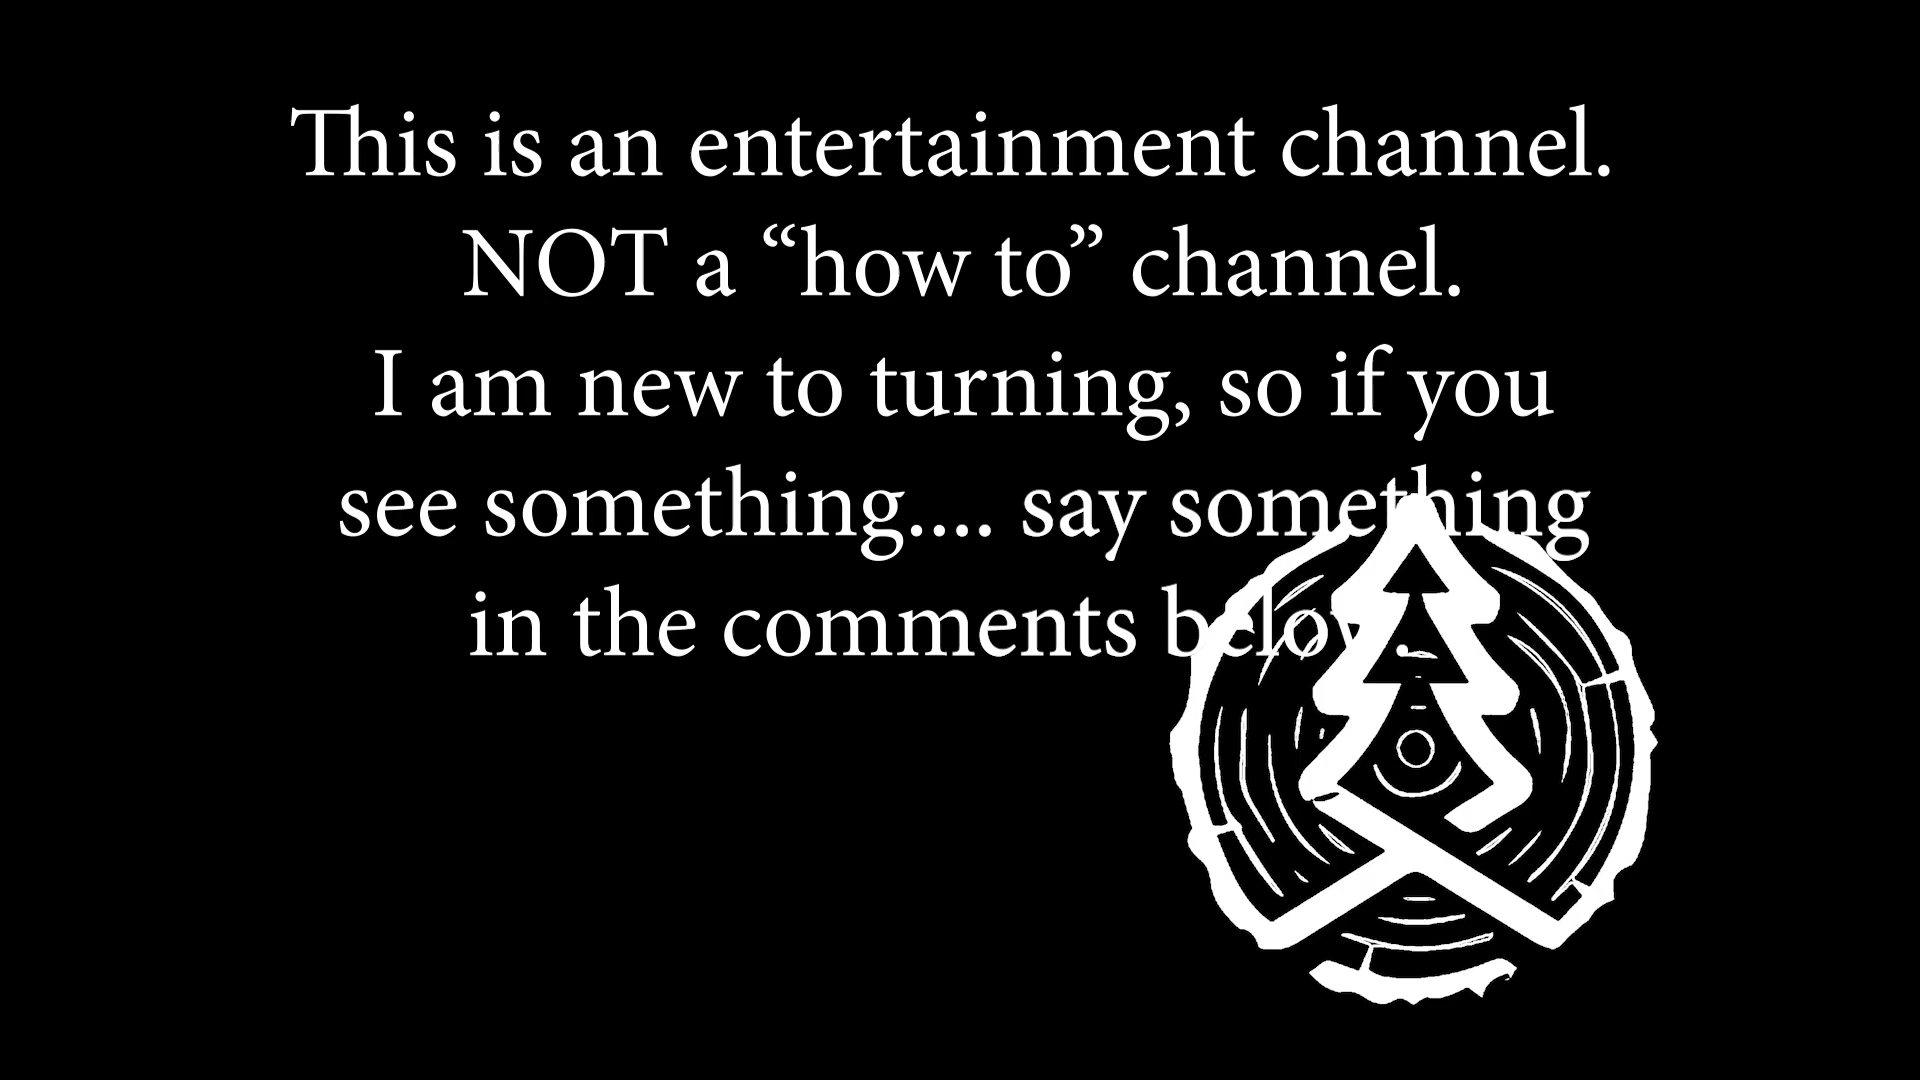 This is an entertainment channel.
NOT a “how to” channel.
I am new to turning, so if you
see something.... say something
in the comments below.